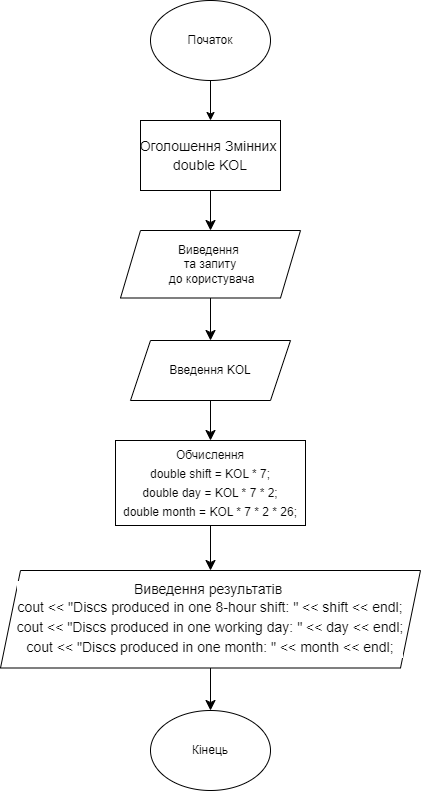 Початок
Оголошення Змінних
double KOL
Виведення
та запиту
до користувача
Введення KOL
Обчислення
double shift = KOL * 7;
double day = KOL * 7 * 2;
double month = KOL * 7 * 2 * 26;
Виведення результатів
cout << "Discs produced in one 8-hour shift: " << shift << endl;
cout << "Discs produced in one working day: " << day << endl;
cout << "Discs produced in one month: " << month << endl;
Кінець